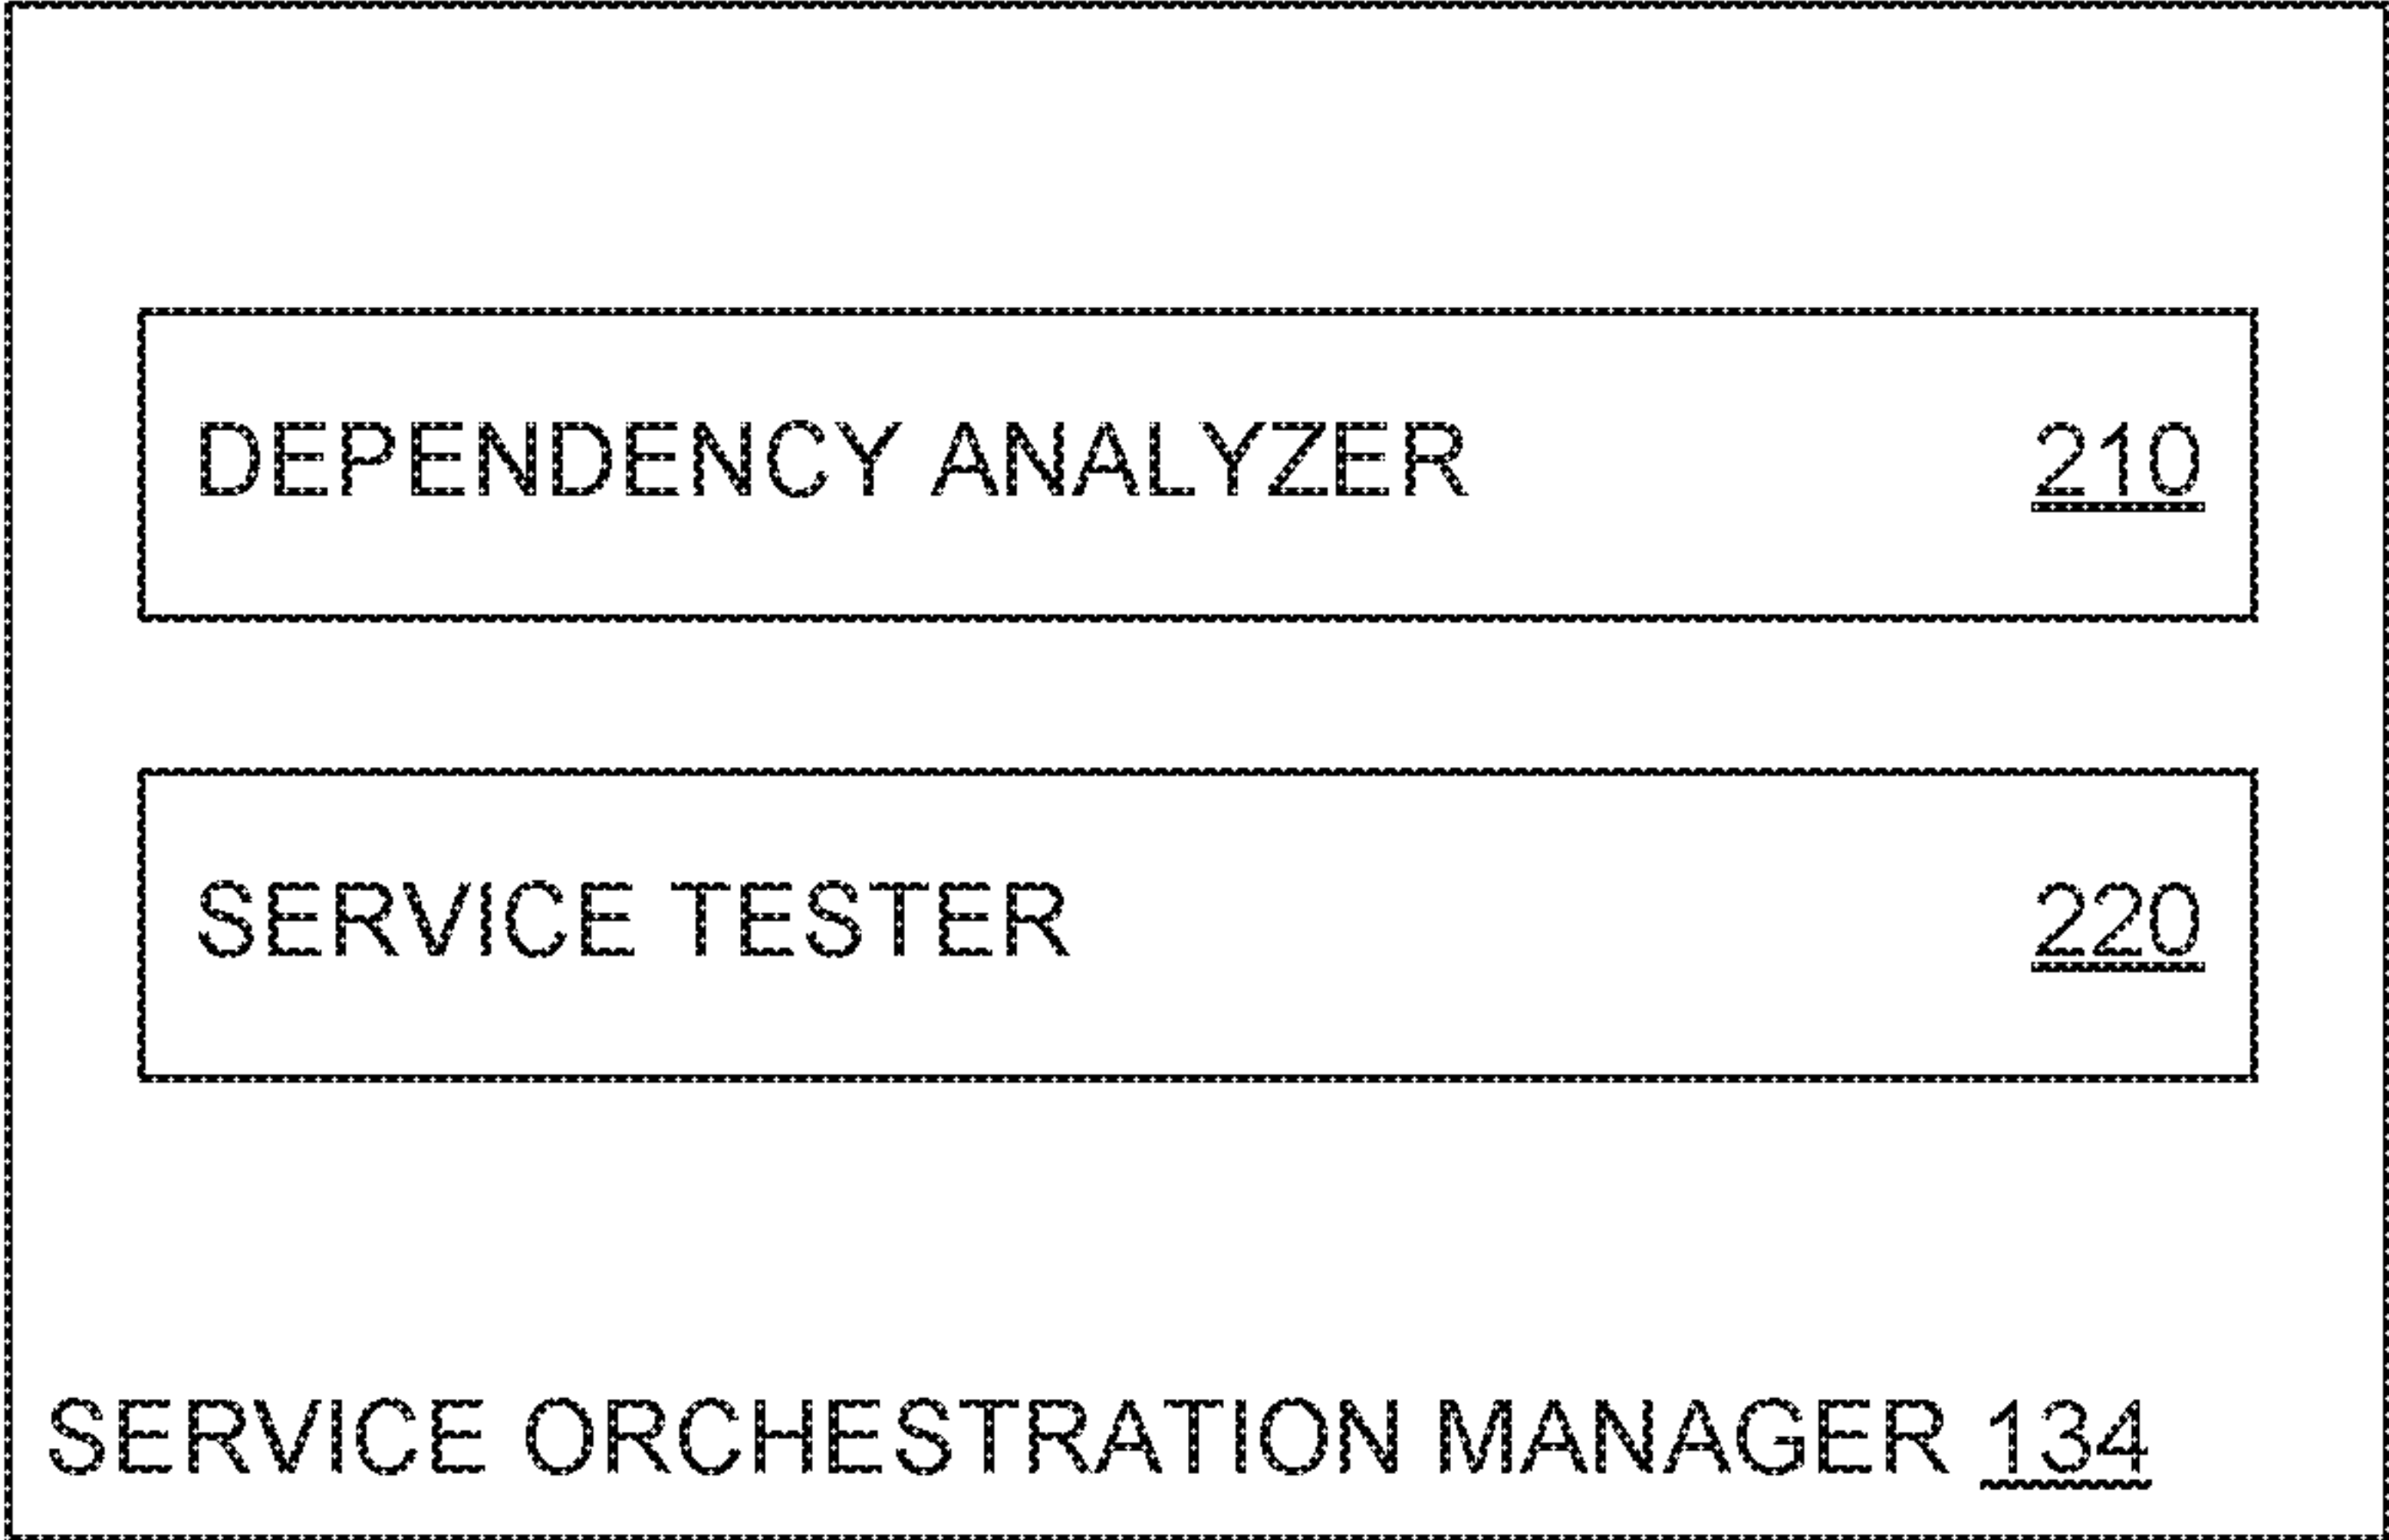 DEPENDENCY ANALYZER 210
SERVICE TESTER 220
SERVICE ORCHESTRATION MANAGER 134